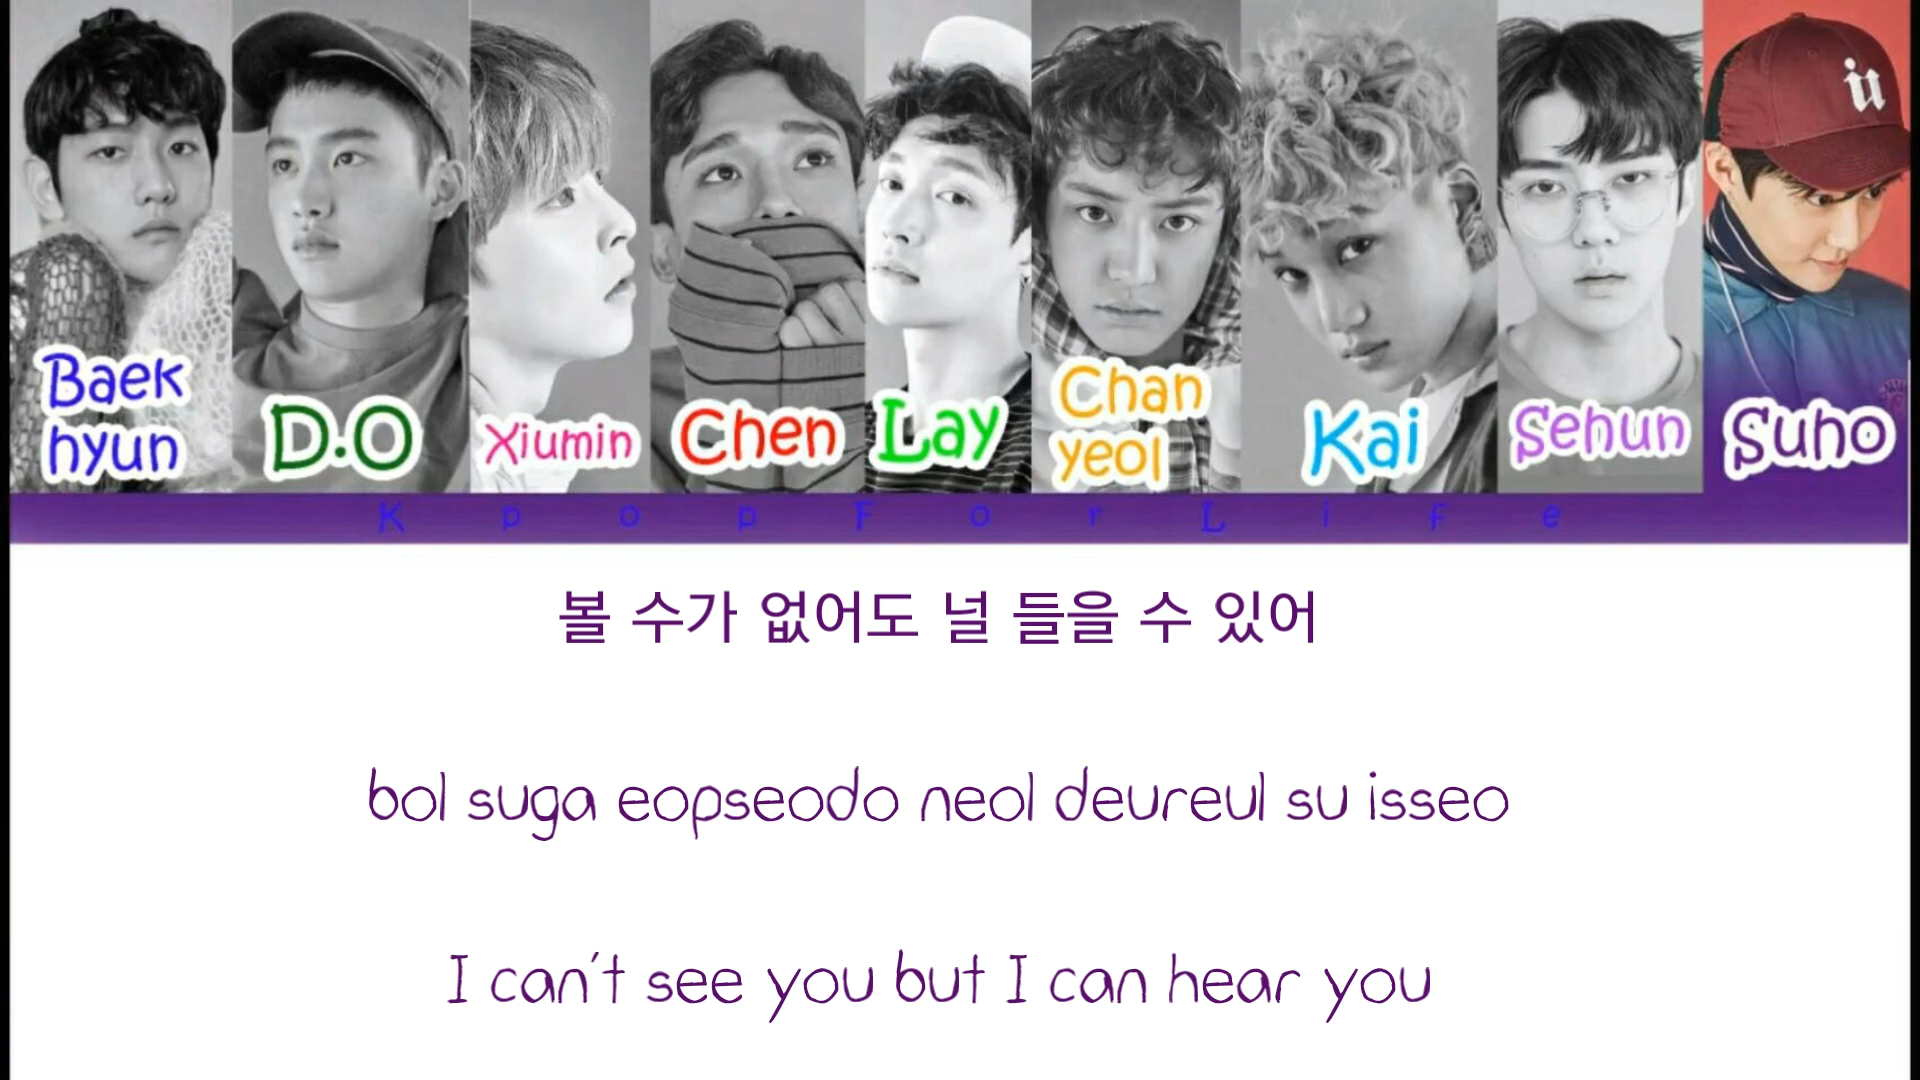 Baek
hyun
D.O
Xiumin
Chen
Lay
Chan
yeol
Kai
Sehun
Suho
KpopForLife
볼 수가 없어도 널 들을 수 있어
bol suga eopseodo neol deureul su isseo
I can't see you but I can hear you